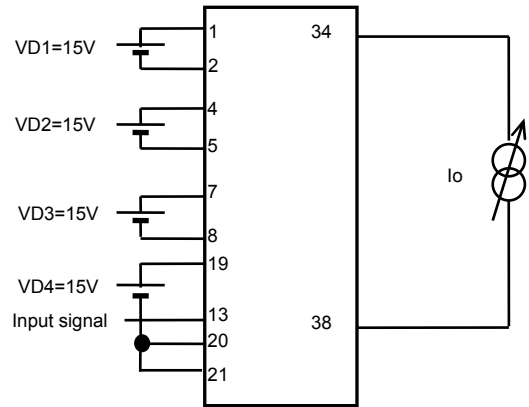 1
34
VD1=15V
2
4
VD2=15V
5
7
Io
VD3=15V
8
19
VD4=15V
Input signal
13
38
20
21